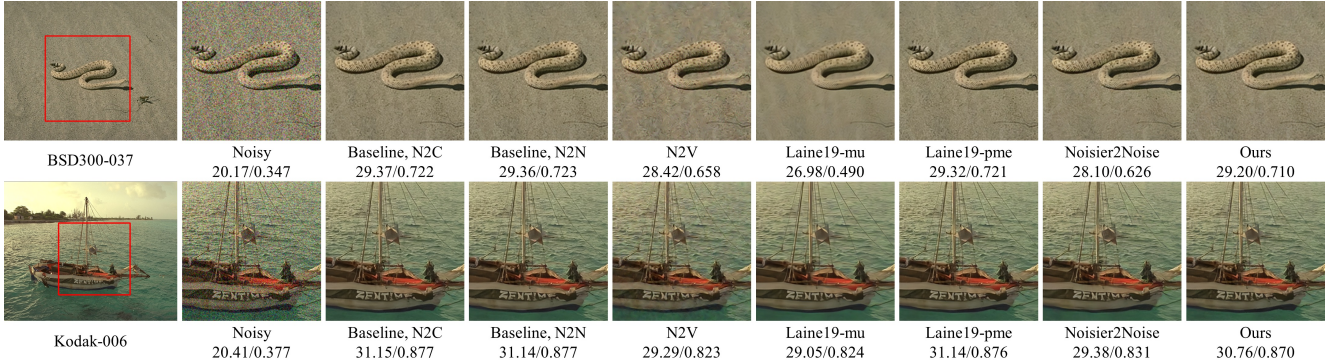 BSD300-037
Noisy
20.17/0.347
Baseline, N2C
29.37/0.722
Baseline, N2N
29.36/0.723
N2V
28.42/0.658
Laine19-mu
26.98/0.490
Laine19-pme
29.32/0.721
Noisier2Noise
28.10/0.626
Ours
29.20/0.710
ZENTIME
Kodak-006
Noisy
20.41/0.377
Baseline, N2C
31.15/0.877
Baseline, N2N
31.14/0.877
N2V
29.29/0.823
Laine19-mu
29.05/0.824
Laine19-pme
31.14/0.876
Noisier2Noise
29.38/0.831
Ours
30.76/0.870